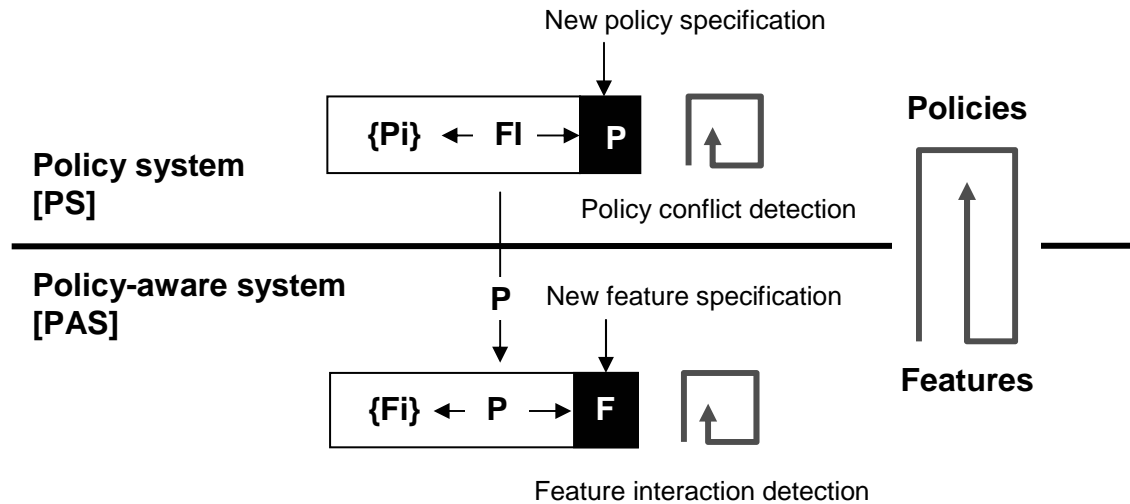 New policy specification
{Pi} FI P
Policies
Policy system
[PS]
Policy conflict detection
Policy-aware system
[PAS]
P
New feature specification
Features
{Fi} P F
Feature interaction detection